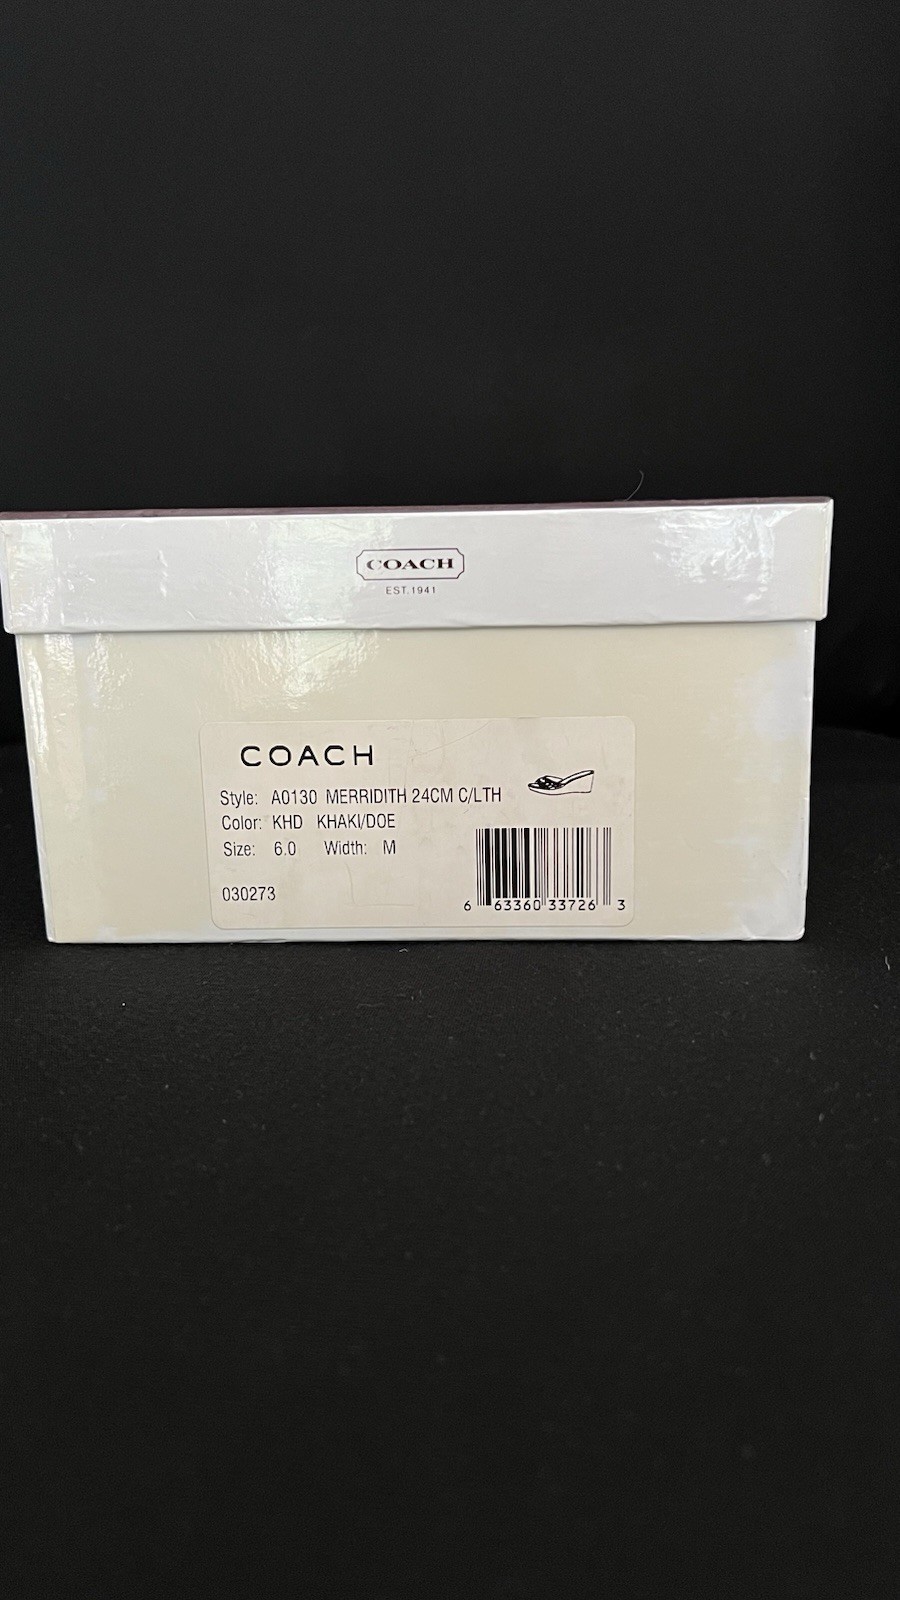 COACH
EST. 1941
COACH
Style: A0130 MERRIDITH 24CM C/LTH
Color: KHD KHAKI/DOE
Size: 6.0 Width: M
030273
6 63360 33726 3